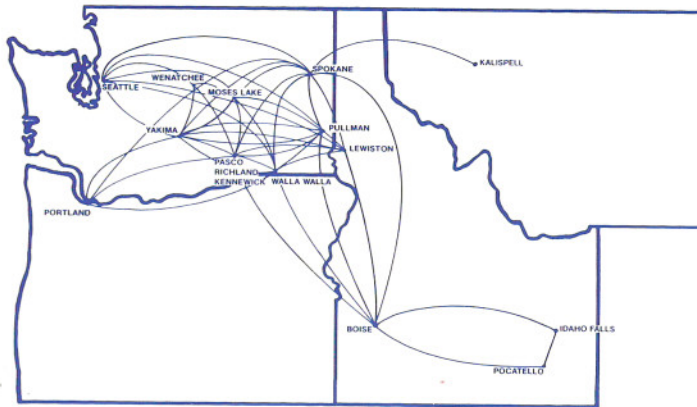 SPOKANE
KALISPELL
SEATTLE
WENATCHEE
MOSES LAKE
YAKIMA
PULLMAN
LEWISTON
PASCO
RICHLAND
KENNEWICK
WALLA WALLA
PORTLAND
BOISE
IDAHO FALLS
POCATELLO